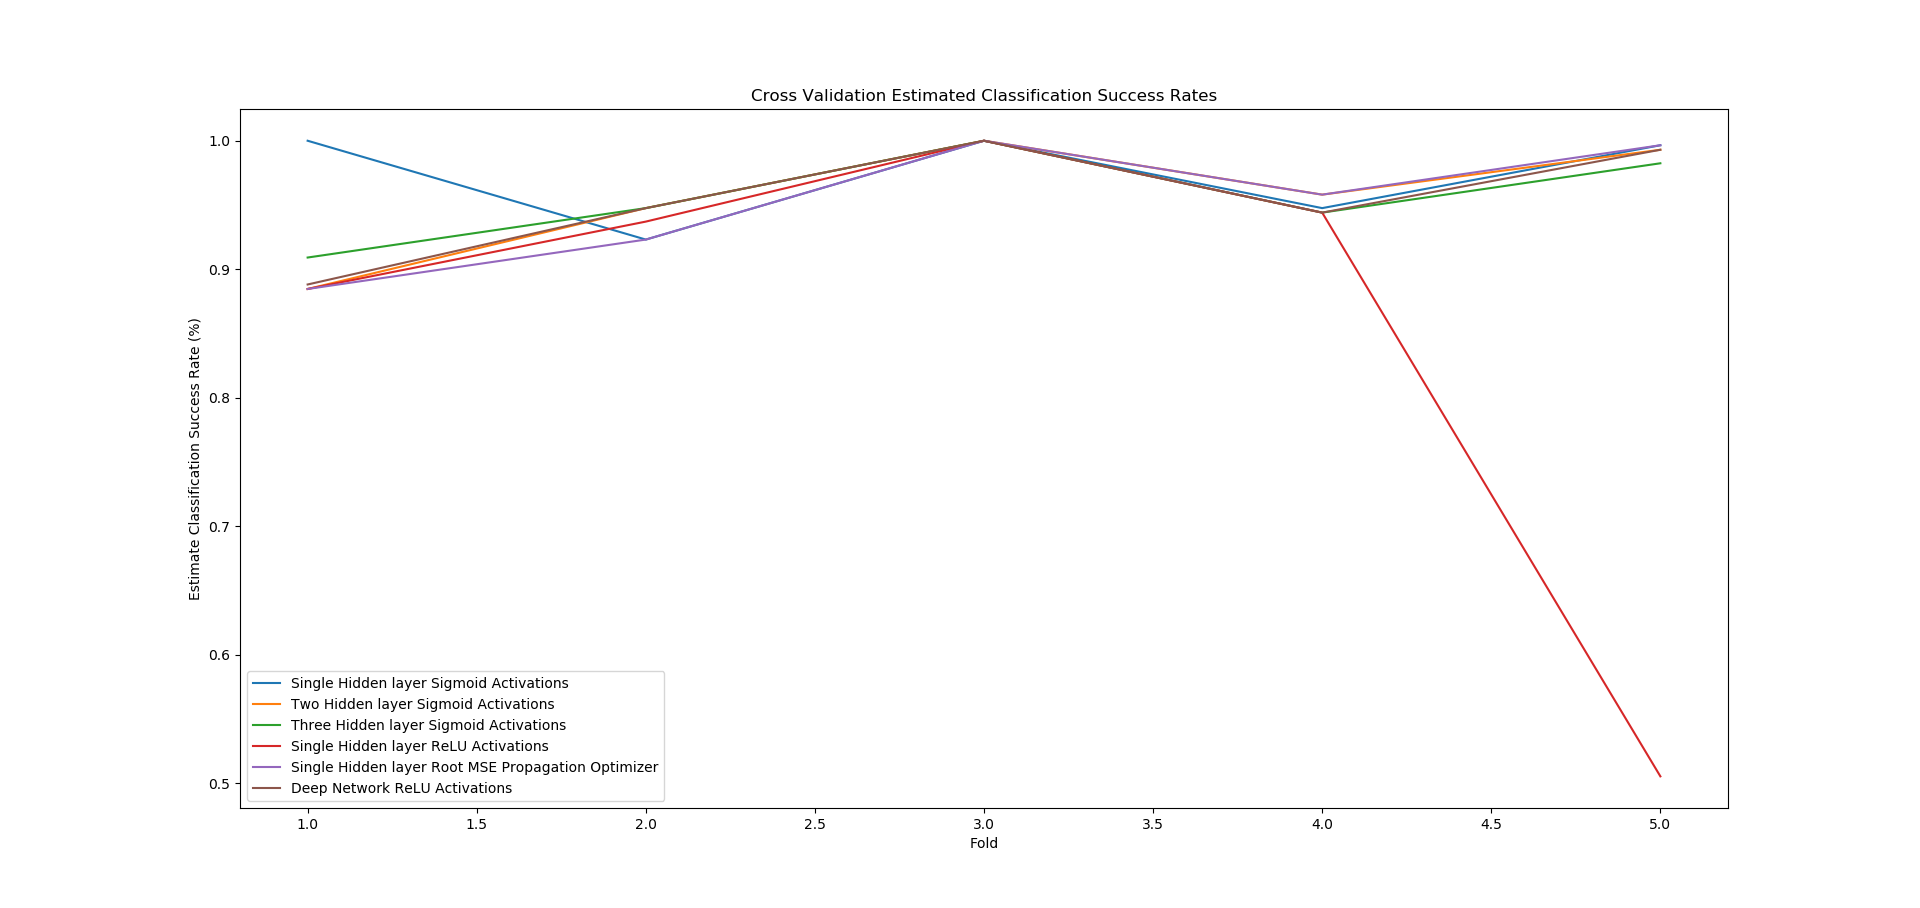 Cross Validation Estimated Classification Success Rates
Estimate Classification Success Rate (%)
1.0
0.9
0.8
0.7
0.6
0.5
Single Hidden layer Sigmoid Activations
Two Hidden layer Sigmoid Activations
Three Hidden layer Sigmoid Activations
Single Hidden layer ReLU Activations
Single Hidden layer Root MSE Propagation Optimizer
Deep Network ReLU Activations
1.0 1.5 2.0 2.5 3.0 3.5 4.0 4.5 5.0
Fold